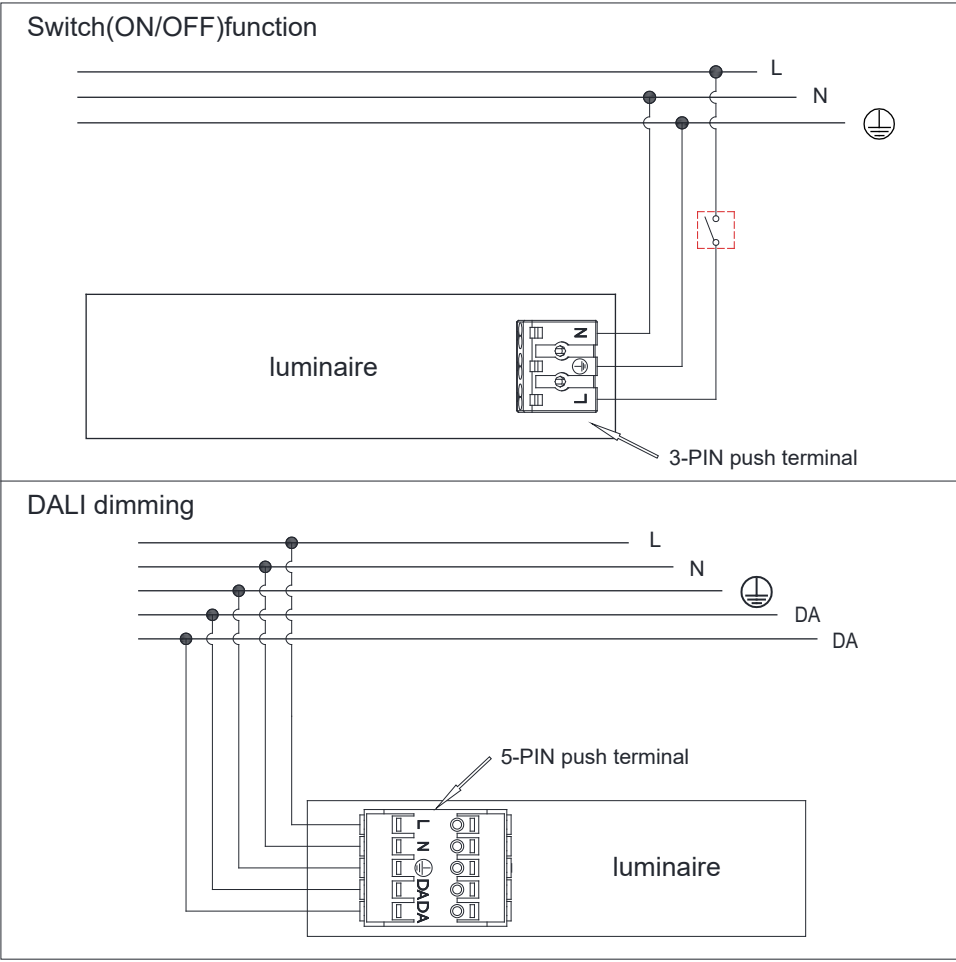 Switch(ON/OFF)function
L
N
N
L
luminaire
3-PIN push terminal
DALI dimming
L
N
DA
DA
5-PIN push terminal
L
N
DA
DA
luminaire